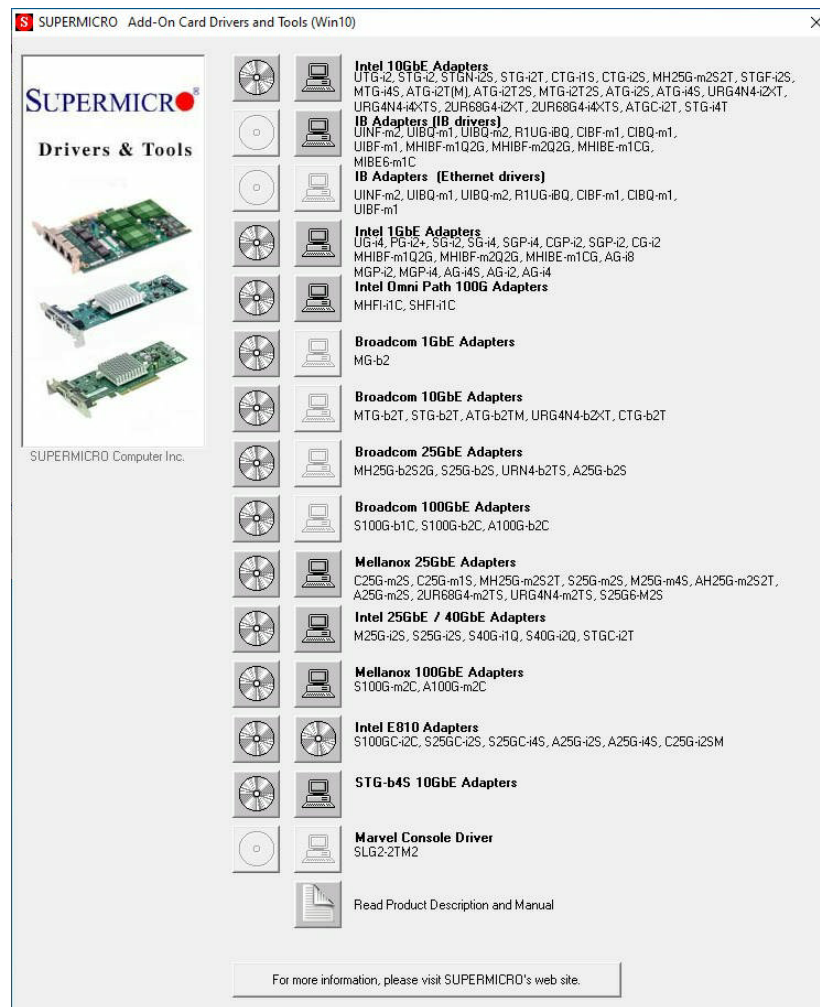 SUPERMICRO Add-On Card Drivers and Tools (Win10)
SUPERMICRO®
Drivers & Tools
SUPERMICRO Computer Inc.
Intel 10GbE Adapters
UTG-i2, STG-i2, STGN-i2S, STG-i2T, CTG-i1S, CTG-i2S, MH25G-m2S2T, STGF-i2S,
MTG-i4S, ATG-i2T(M), ATG-i2T2S, MTG-i2T2S, ATG-i2S, ATG-i4S, URG4N4-i2XT,
URG4N4-i4XTS, 2UR68G4-i2XT, 2UR68G4-i4XTS, ATGC-i2T, STG-i4T
IB Adapters (IB drivers)
UINF-m2, UIBQ-m1, UIBQ-m2, R1UG-iBQ, CIBF-m1, CIBQ-m1,
UIBF-m1, MHIBF-m1Q2G, MHIBF-m2Q2G, MHIBE-m1CG,
MIBE6-m1C
IB Adapters (Ethernet drivers)
UINF-m2, UIBQ-m1, UIBQ-m2, R1UG-iBQ, CIBF-m1, CIBQ-m1,
UIBF-m1
Intel 1GbE Adapters
UG-i4, PG-i2+, SG-i2, SG-i4, SGP-i4, CGP-i2, SGP-i2, CG-i2
MHIBF-m1Q2G, MHIBF-m2Q2G, MHIBE-m1CG, AG-i8
MGP-i2, MGP-i4, AG-i4S, AG-i2, AG-i4
Intel Omni Path 100G Adapters
MHFI-i1C, SHFI-i1C
Broadcom 1GbE Adapters
MG-b2
Broadcom 10GbE Adapters
MTG-b2T, STG-b2T, ATG-b2TM, URG4N4-b2XT, CTG-b2T
Broadcom 25GbE Adapters
MH25G-b2S2G, S25G-b2S, URN4-b2TS, A25G-b2S
Broadcom 100GbE Adapters
S100G-b1C, S100G-b2C, A100G-b2C
Mellanox 25GbE Adapters
C25G-m2S, C25G-m1S, MH25G-m2S2T, S25G-m2S, M25G-m4S, AH25G-m2S2T,
A25G-m2S, 2UR68G4-m2TS, URG4N4-m2TS, S25G6-M2S
Intel 25GbE / 40GbE Adapters
M25G-i2S, S25G-i2S, S40G-i1Q, S40G-i2Q, STGC-i2T
Mellanox 100GbE Adapters
S100G-m2C, A100G-m2C
Intel E810 Adapters
S100GC-i2C, S25GC-i2S, S25GC-i4S, A25G-i2S, A25G-i4S, C25G-i2SM
STG-b4S 10GbE Adapters
Marvel Console Driver
SLG2-2TM2
Read Product Description and Manual
For more information, please visit SUPERMICRO's web site.